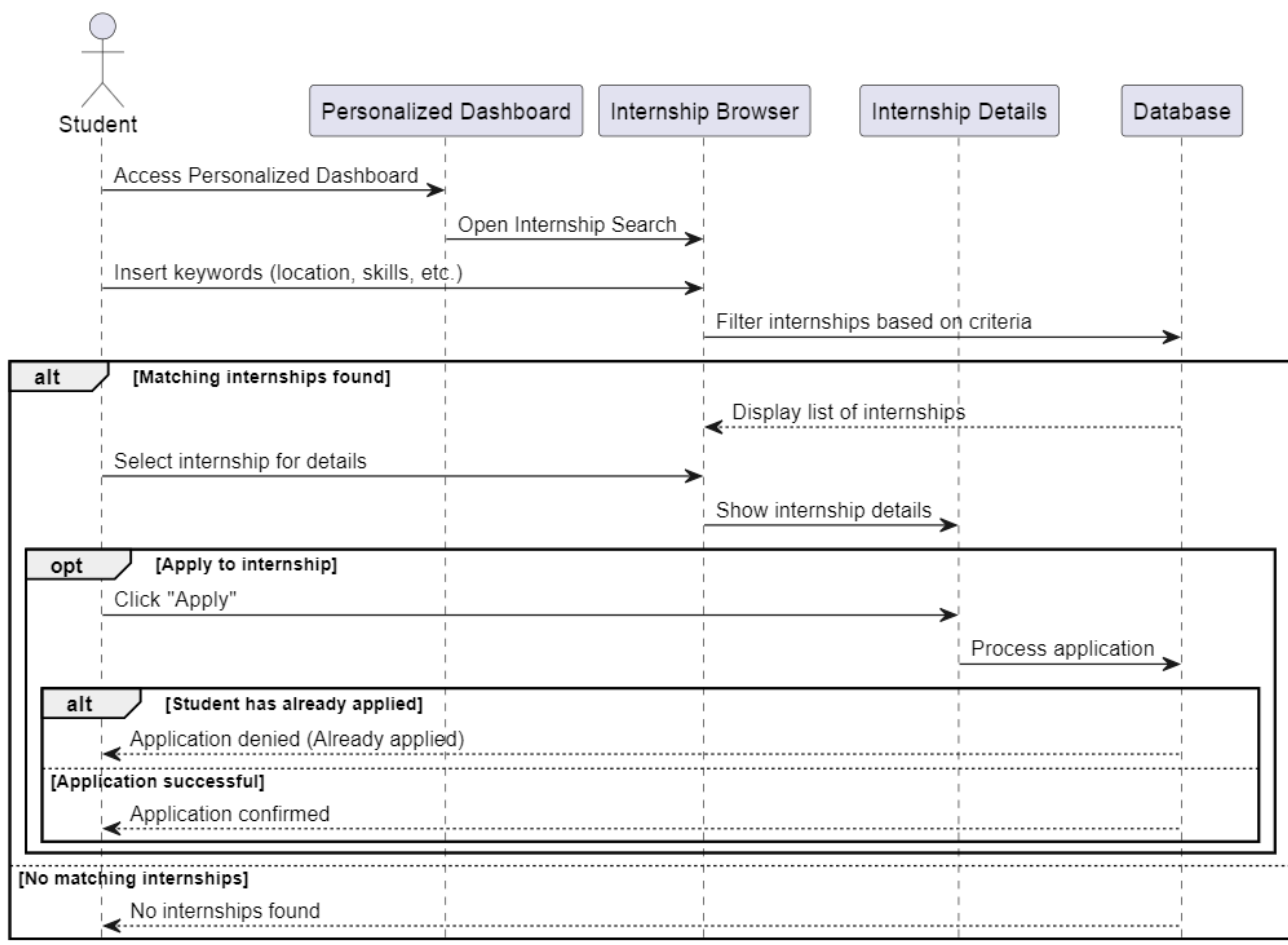 Student
Personalized Dashboard
Internship Browser
Internship Details
Database
Access Personalized Dashboard
Open Internship Search
Insert keywords (location, skills, etc.)
Filter internships based on criteria
alt
[Matching internships found]
Display list of internships
Select internship for details
Show internship details
opt
[Apply to internship]
Click "Apply"
Process application
alt
[Student has already applied]
Application denied (Already applied)
[Application successful]
Application confirmed
[No matching internships]
No internships found